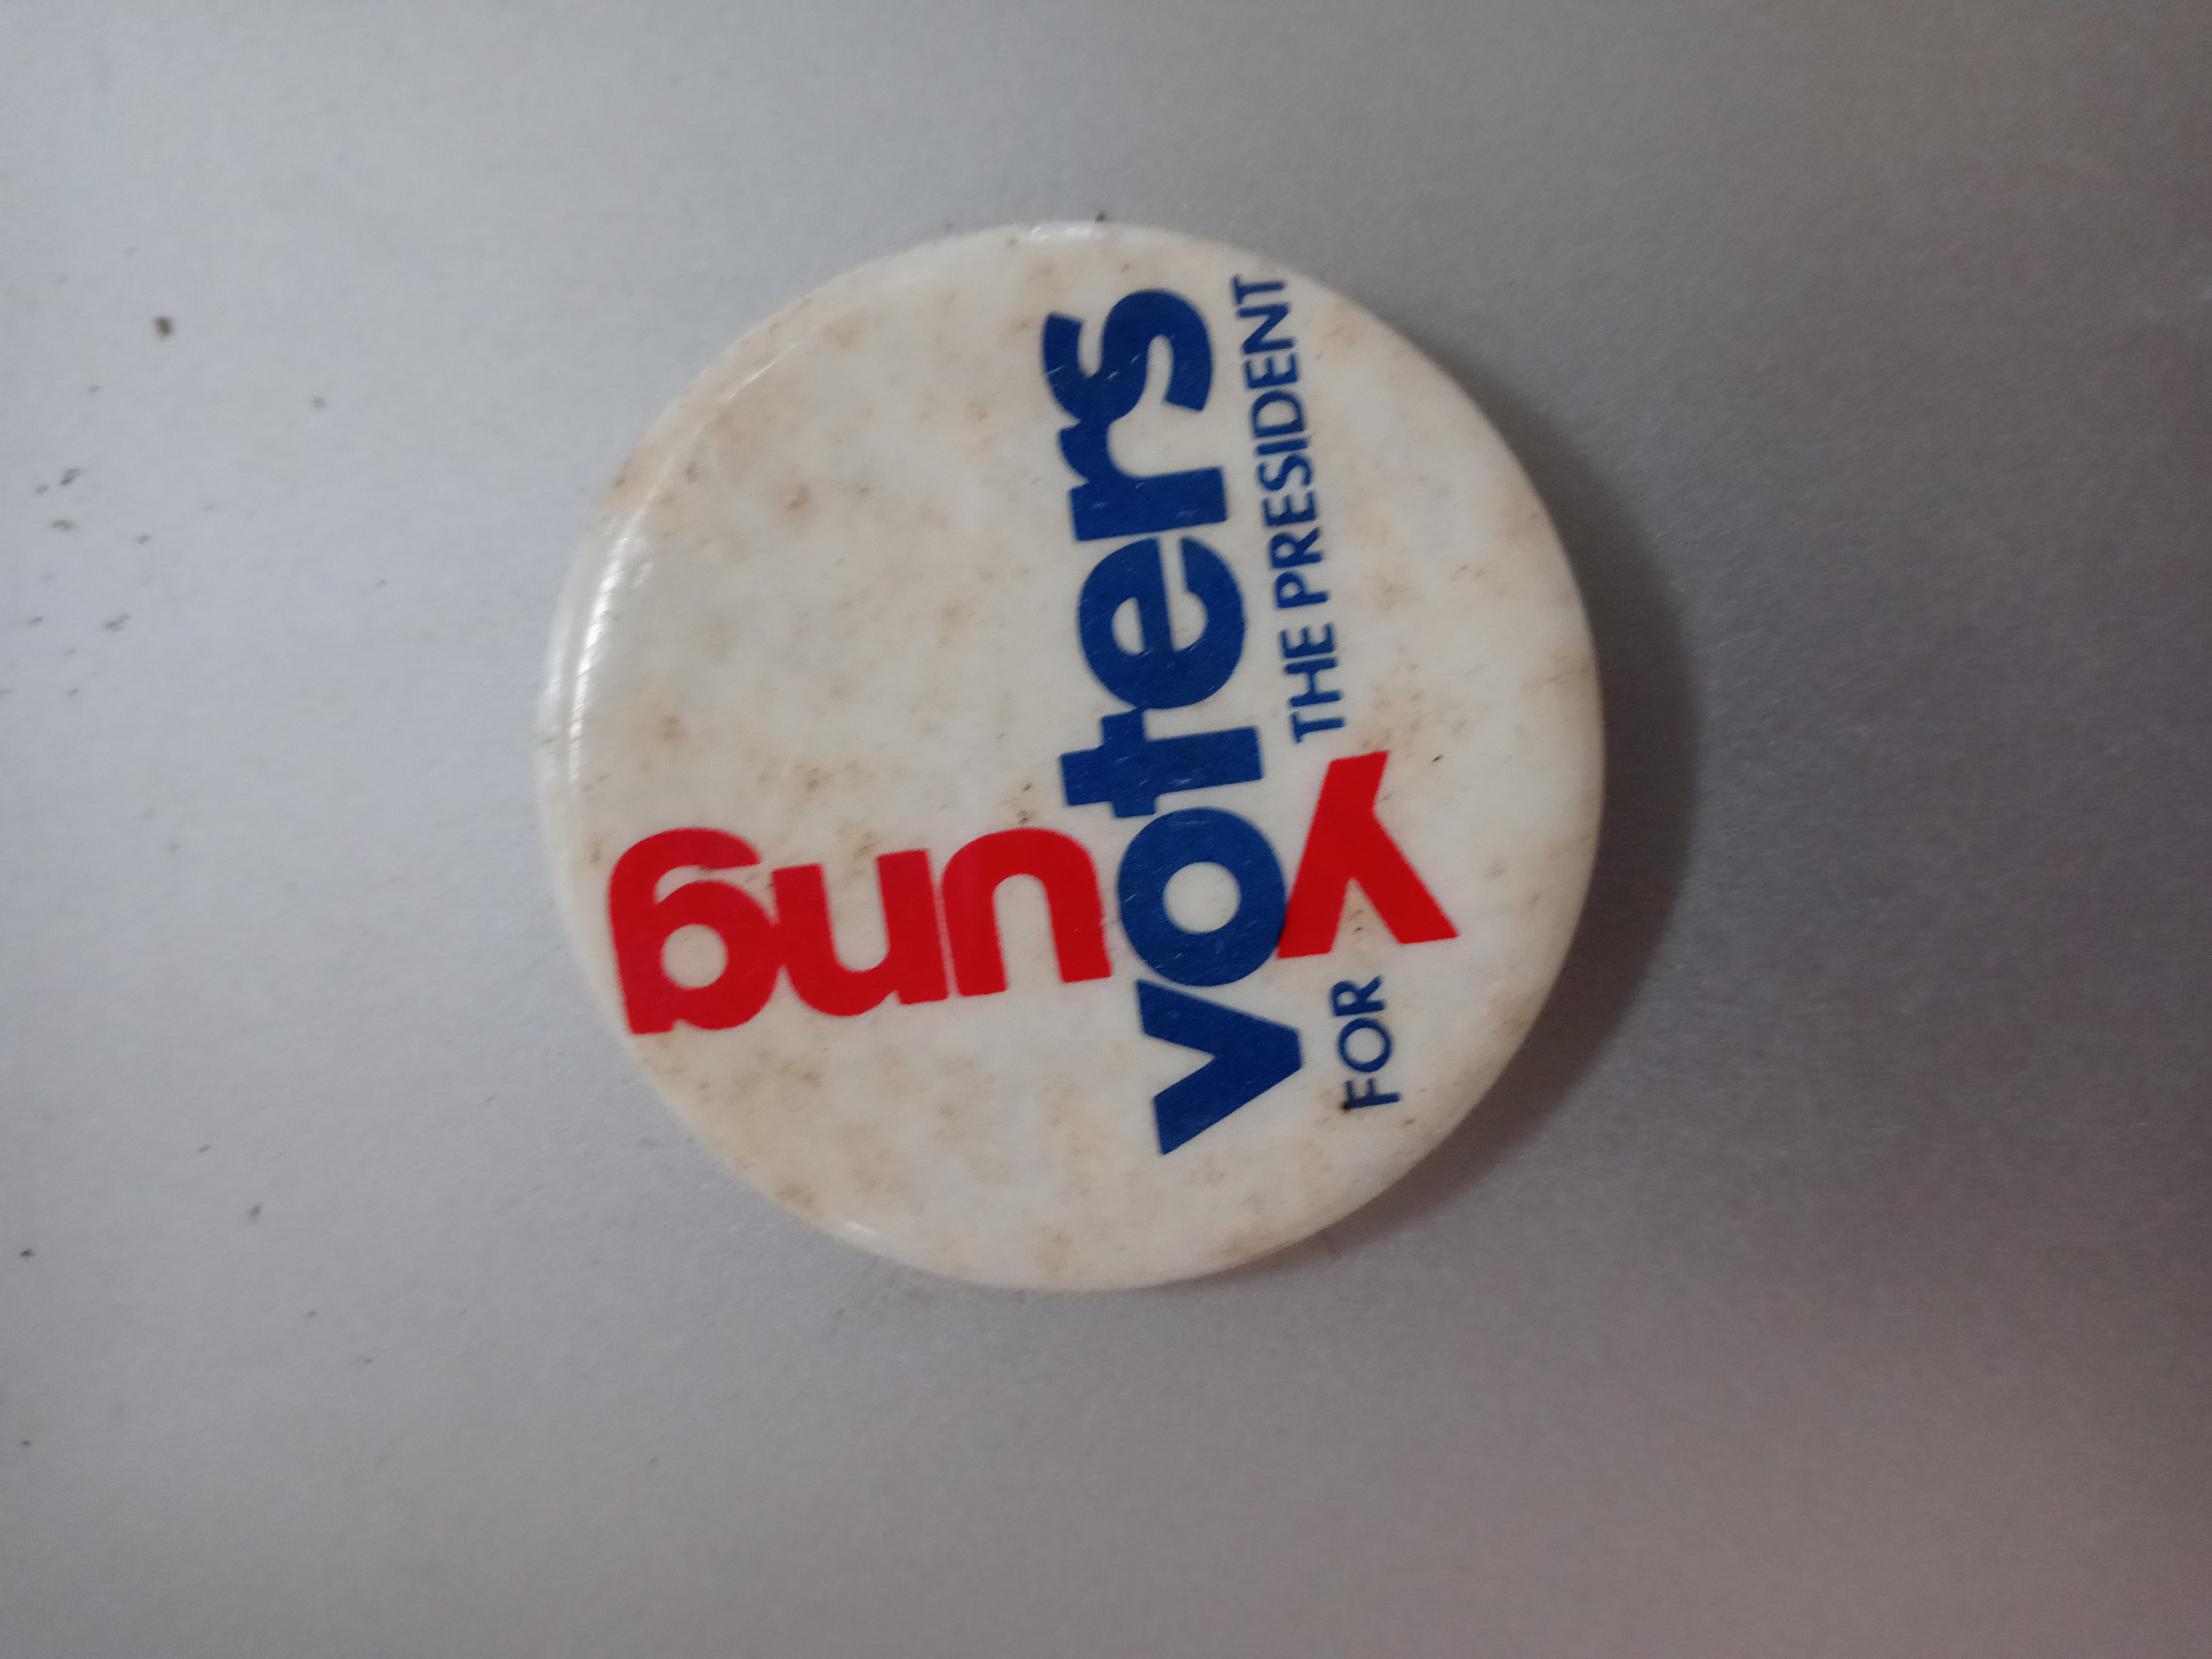 young
voters
FOR THE PRESIDENT